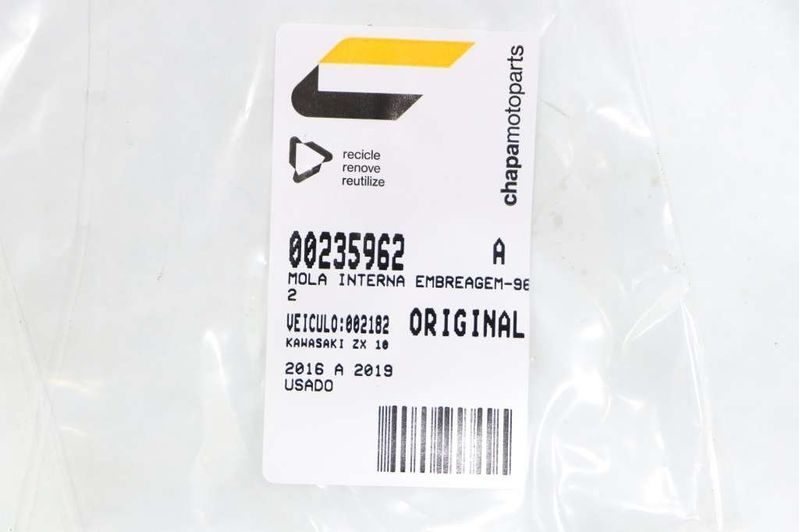 chapamotoparts
recicle
renove
reutilize
00235962 A
MOLA INTERNA EMBREAGEM-96
2
VEICULO:002182 ORIGINAL
KAWASAKI ZX 10
2016 A 2019
USADO